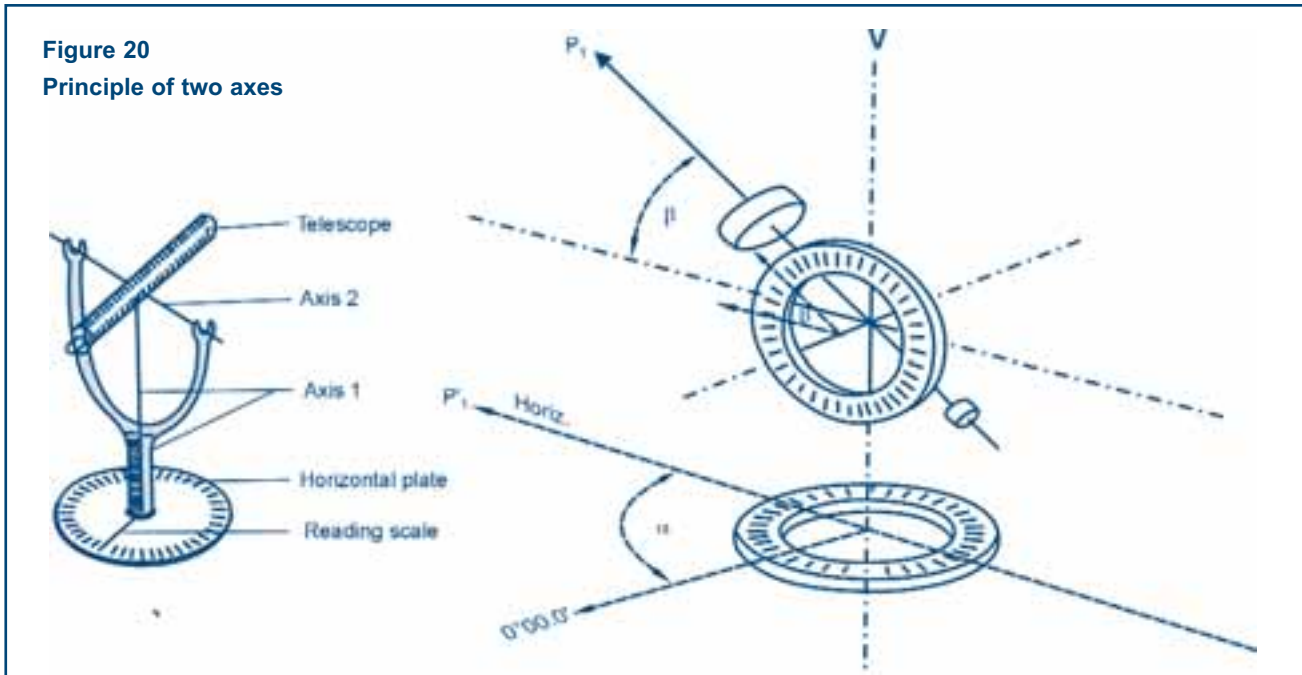 Figure 20
Principle of two axes
P₁
V
β
Telescope
Axis 2
Axis 1
P'₁
Horiz.
Horizontal plate
α
Reading scale
0°00.0'